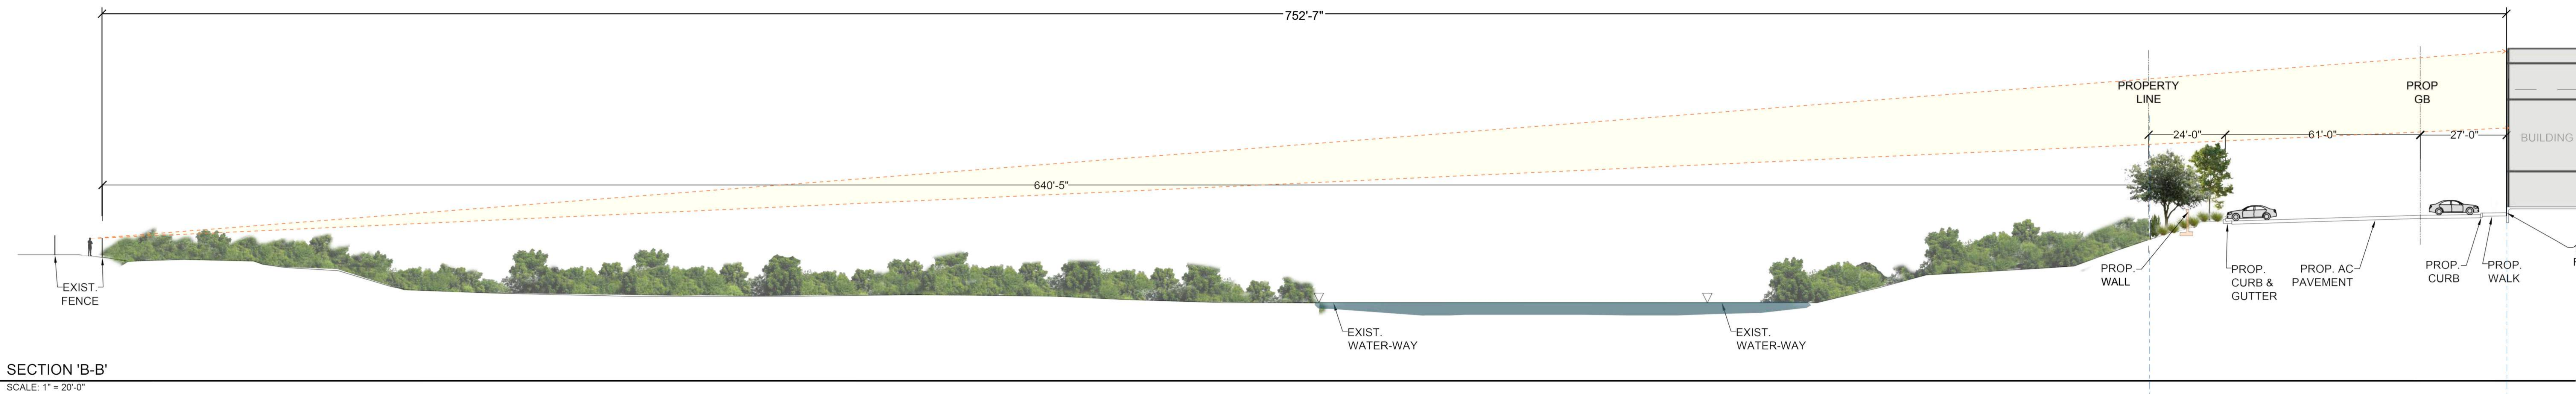 752'-7"
PROPERTY
LINE
PROP
GB
24'-0"
61'-0"
27'-0"
BUILDING
640'-5"
EXIST.
FENCE
PROP.
WALL
PROP.
CURB &
GUTTER
PROP. AC
PAVEMENT
PROP.
CURB
PROP.
WALK
EXIST.
WATER-WAY
EXIST.
WATER-WAY
SECTION 'B-B'
SCALE: 1" = 20'-0"